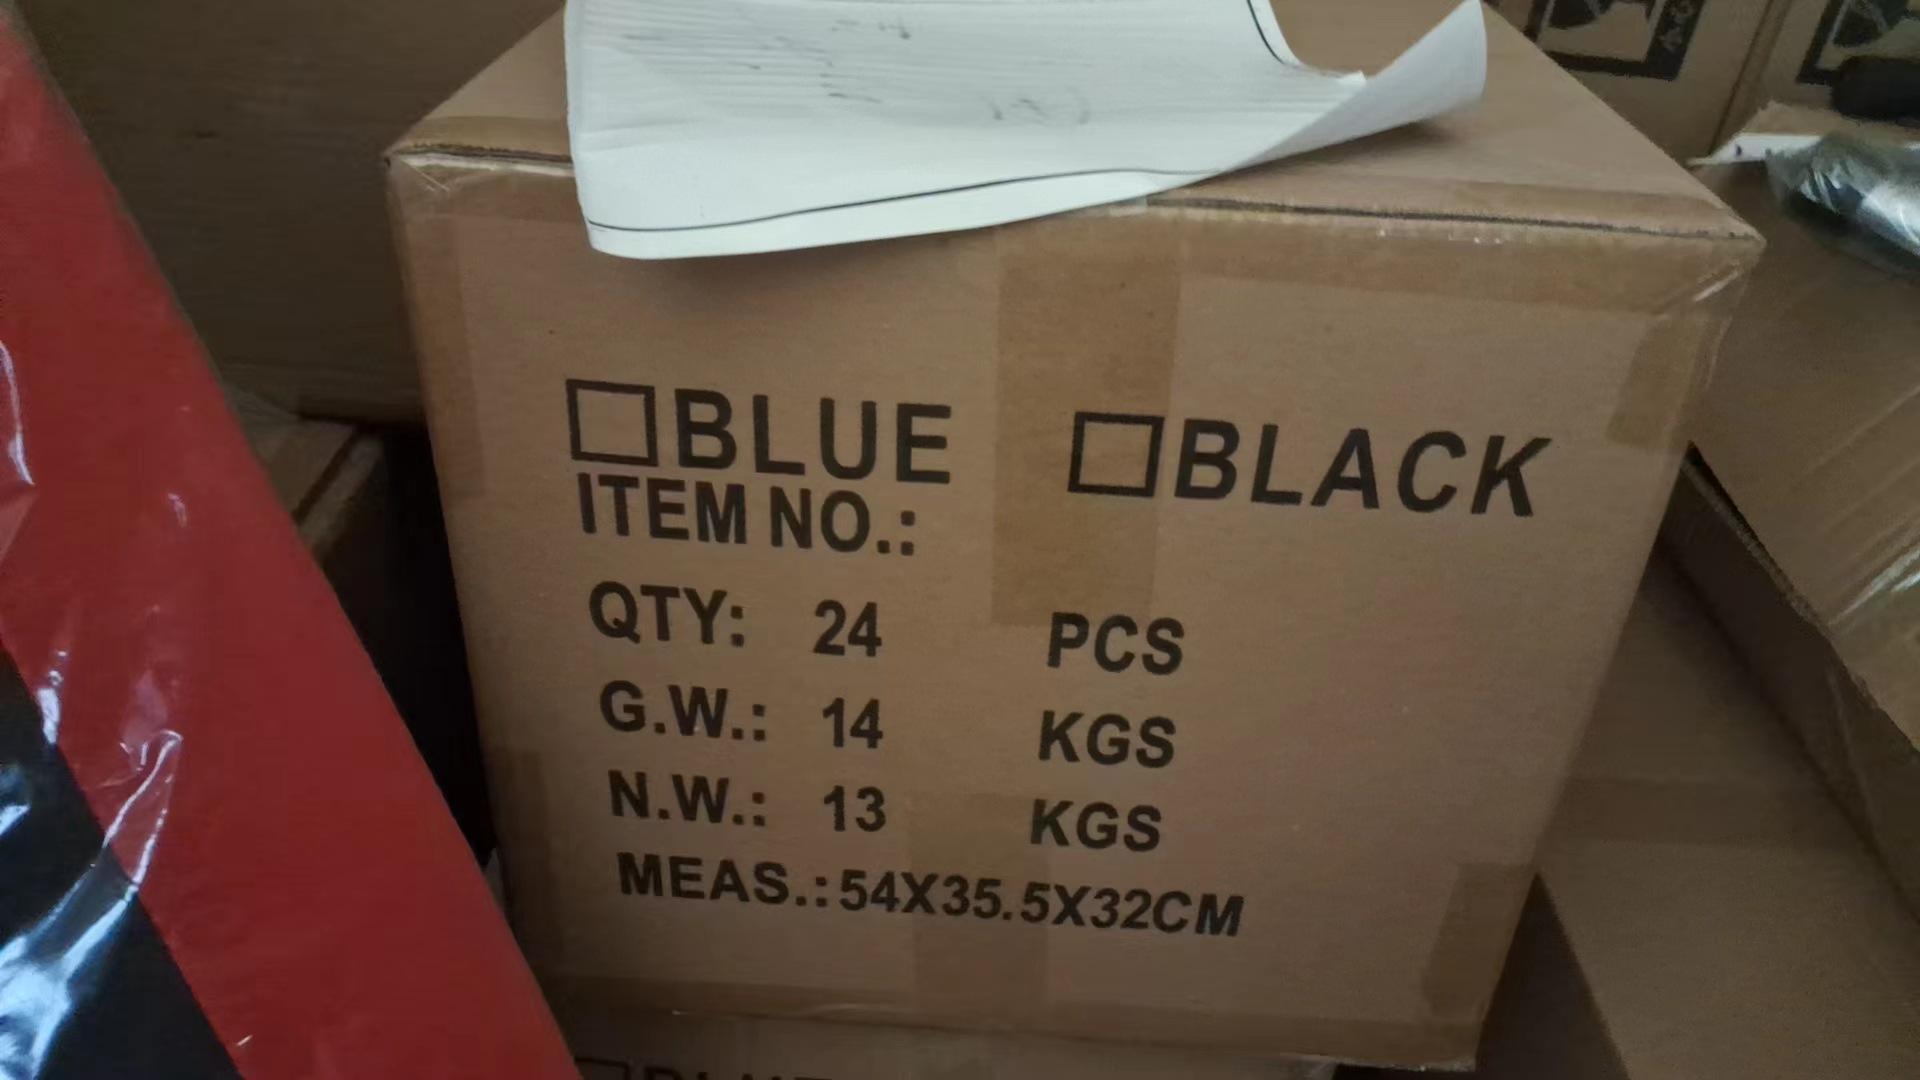 □BLUE □BLACK
ITEM NO.:
QTY: 24 PCS
G.W.: 14 KGS
N.W.: 13 KGS
MEAS.:54X35.5X32CM